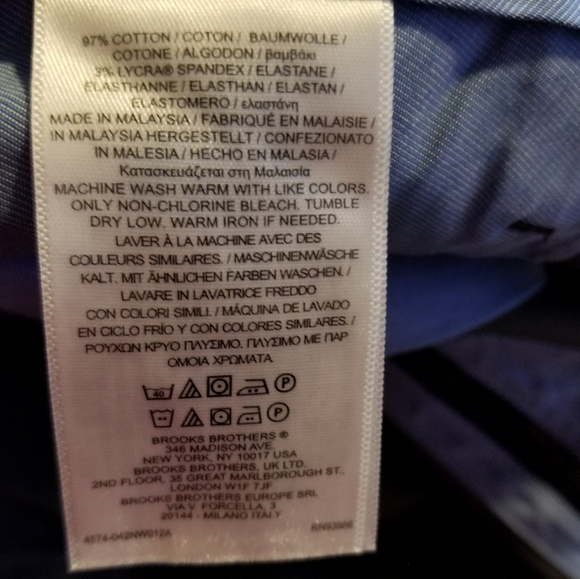 97% COTTON / COTON / BAUMWOLLE /
COTONE / ALGODON / βαμβάκι
3% LYCRA® SPANDEX / ELASTANE /
ELASTHANNE / ELASTHAN / ELASTAN /
ELASTOMERO / ελαστάνη
MADE IN MALAYSIA / FABRIQUÉ EN MALAISIE /
IN MALAYSIA HERGESTELLT / CONFEZIONATO
IN MALESIA / HECHO EN MALASIA /
Κατασκευάζεται στη Μαλαισία
MACHINE WASH WARM WITH LIKE COLORS.
ONLY NON-CHLORINE BLEACH. TUMBLE
DRY LOW. WARM IRON IF NEEDED.
LAVER À LA MACHINE AVEC DES
COULEURS SIMILAIRES. / MASCHINENWÄSCHE
KALT. MIT ÄHNLICHEN FARBEN WASCHEN. /
LAVARE IN LAVATRICE FREDDO
CON COLORI SIMILI. / MÁQUINA DE LAVADO
EN CICLO FRÍO Y CON COLORES SIMILARES. /
ΡΟΥΧΩΝ ΚΡΥΟ ΠΛΥΣΙΜΟ. ΠΛΥΣΙΜΟ ΜΕ ΠΑΡ
ΟΜΟΙΑ ΧΡΩΜΑΤΑ
40 P
P
BROOKS BROTHERS ®
346 MADISON AVE.
NEW YORK, NY 10017 USA
BROOKS BROTHERS, UK LTD.
2ND FLOOR, 35 GREAT MARLBOROUGH ST.,
LONDON W1F 7JF
BROOKS BROTHERS EUROPE SRL
VIA V. FORCELLA, 3
20144 - MILANO ITALY
4574-042NW012A